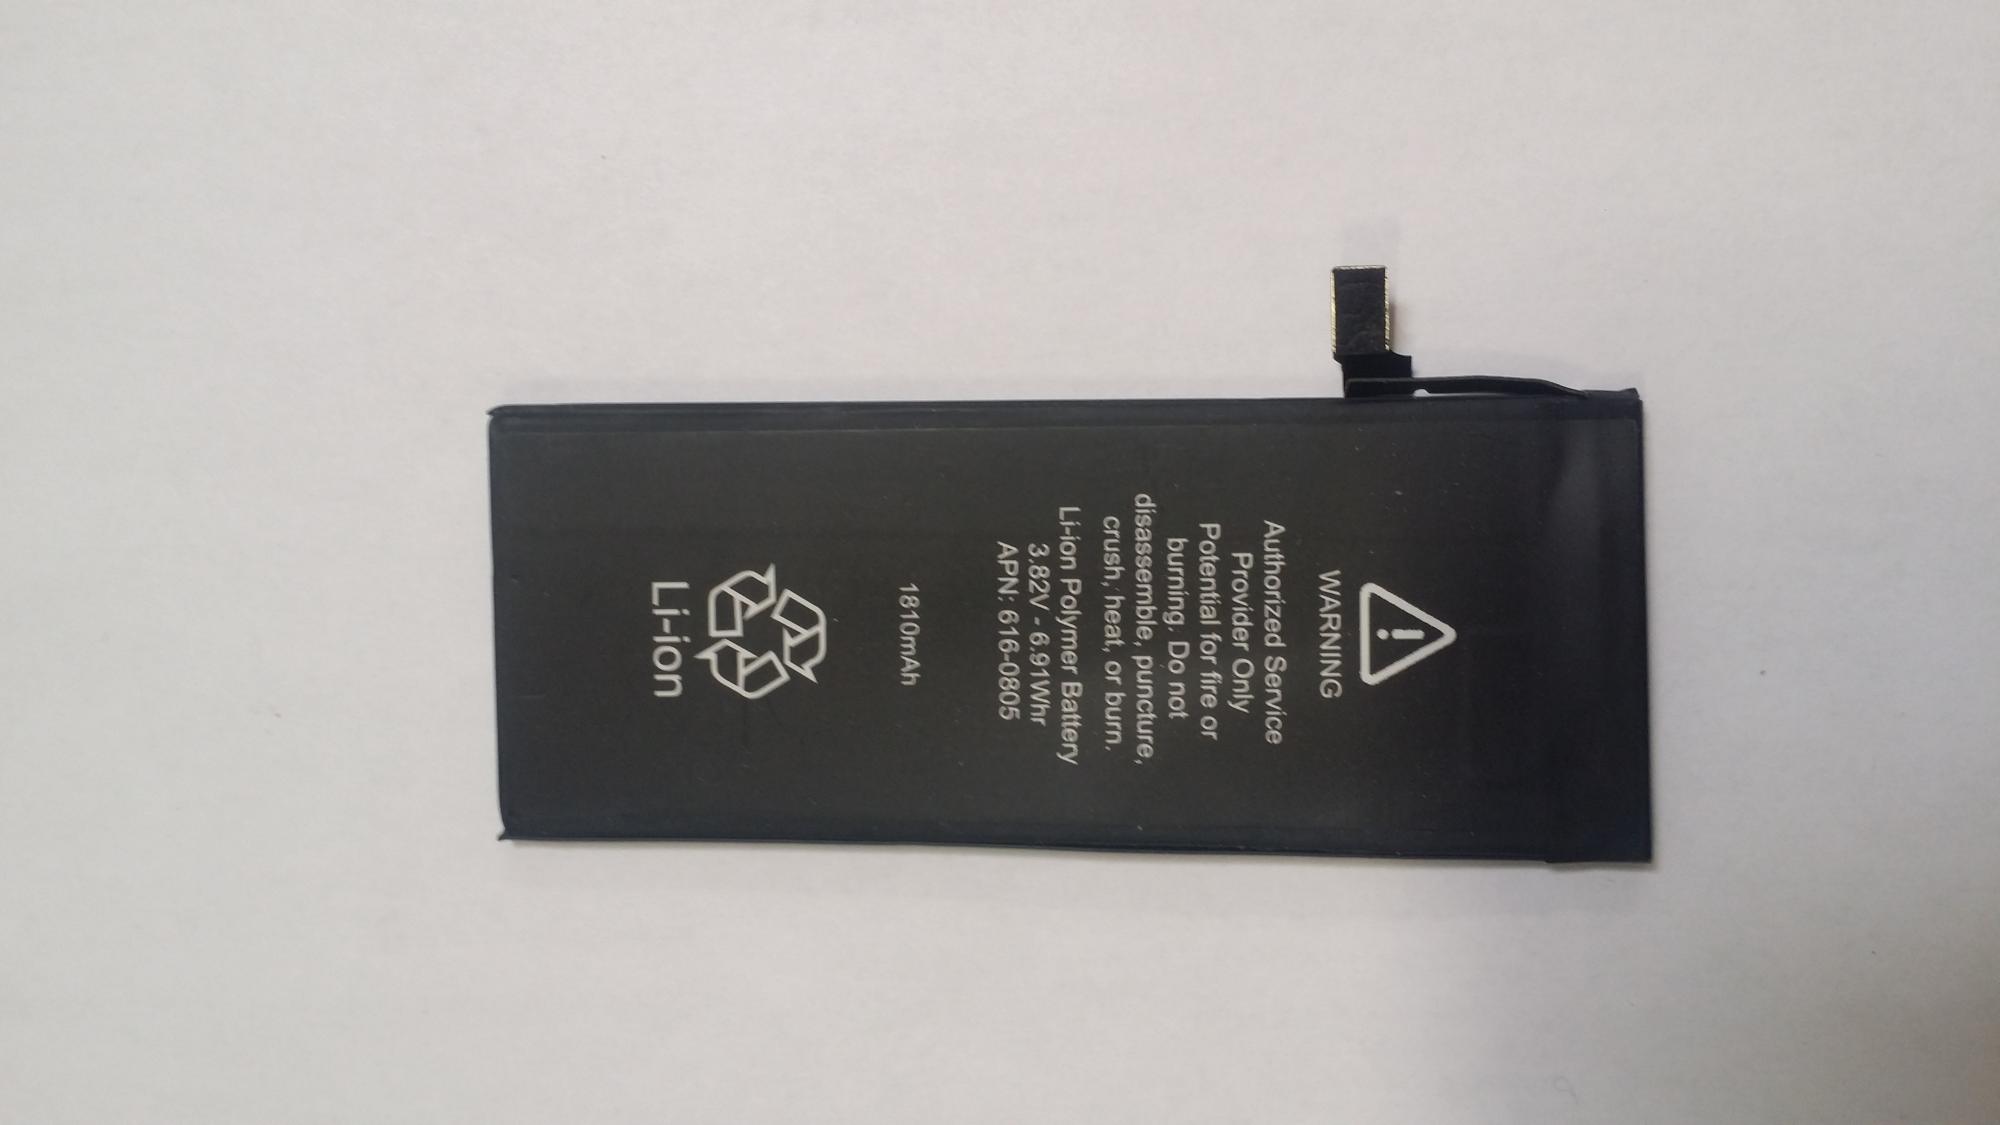 WARNING
Authorized Service
Provider Only
Potential for fire or
burning. Do not
disassemble, puncture,
crush, heat, or burn.
Li-ion Polymer Battery
3.82V - 6.91Whr
APN: 616-0805
1810mAh
Li-ion